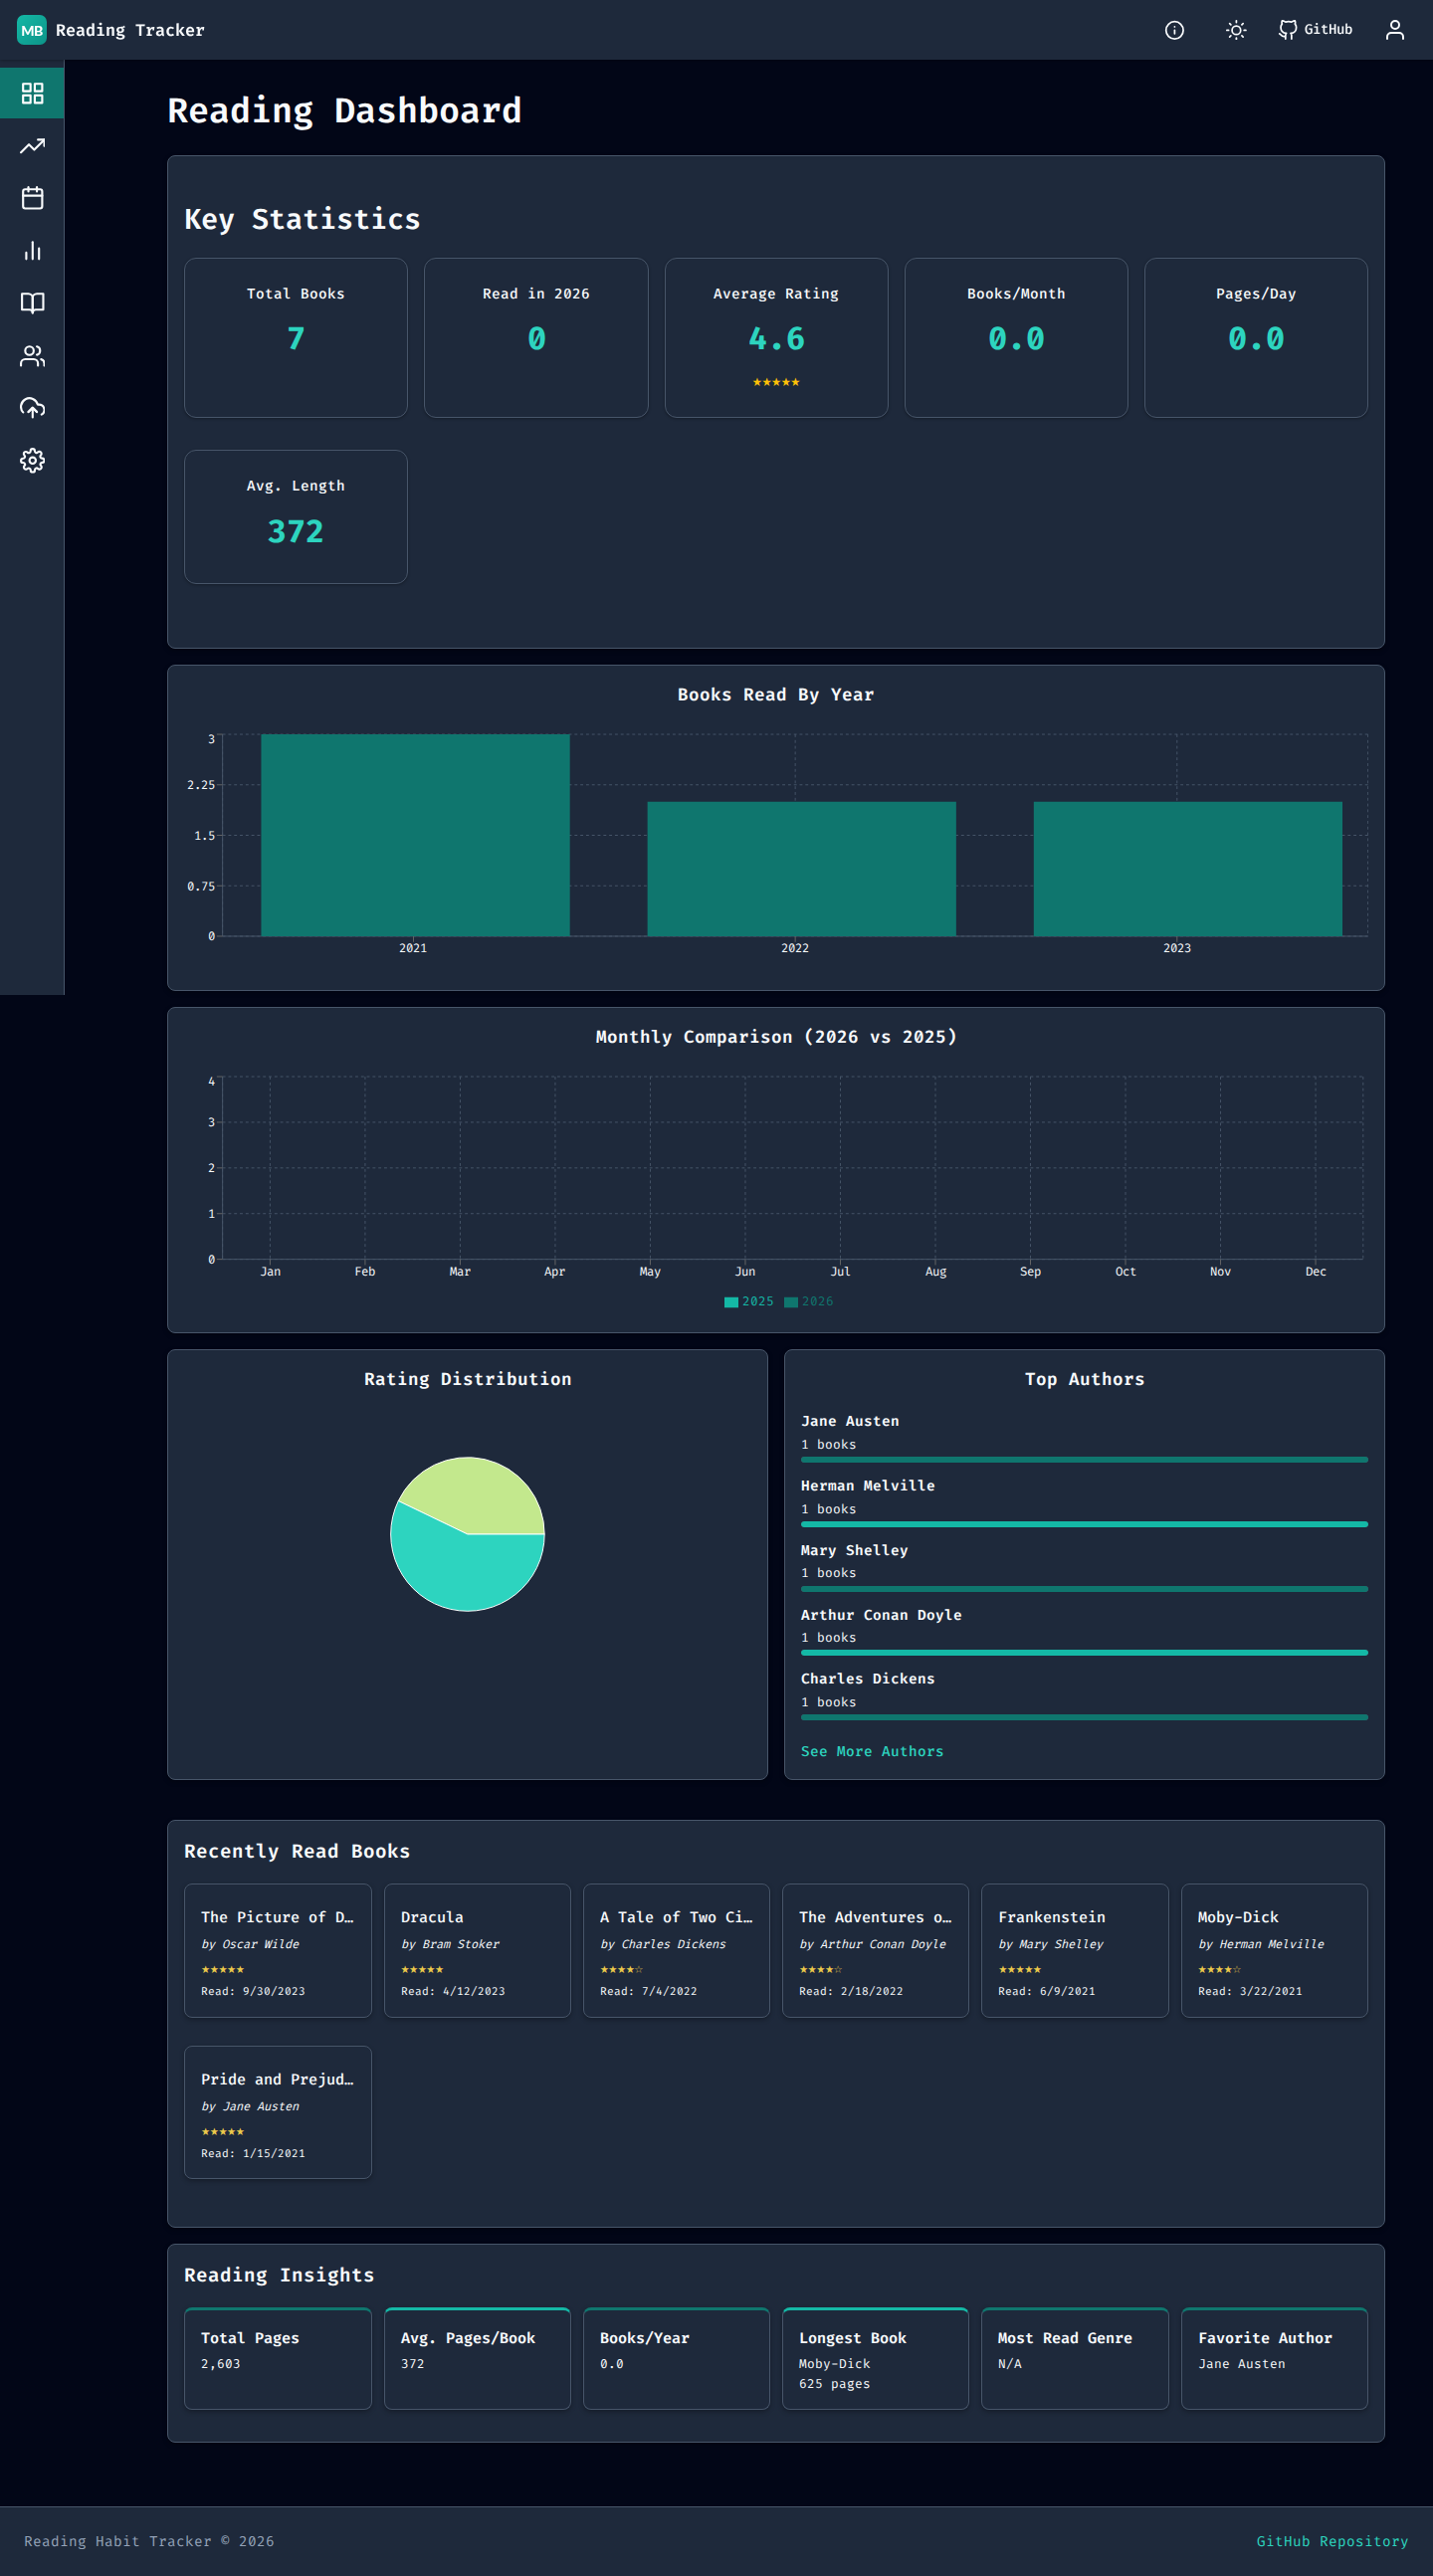 MB Reading Tracker
GitHub
Reading Dashboard
Key Statistics
Total Books
7
Read in 2026
0
Average Rating
4.6
★★★★★
Books/Month
0.0
Pages/Day
0.0
Avg. Length
372
Books Read By Year
3
2.25
1.5
0.75
0
2021 2022 2023
Monthly Comparison (2026 vs 2025)
4
3
2
1
0
Jan Feb Mar Apr May Jun Jul Aug Sep Oct Nov Dec
2025 2026
Rating Distribution
Top Authors
Jane Austen
1 books
Herman Melville
1 books
Mary Shelley
1 books
Arthur Conan Doyle
1 books
Charles Dickens
1 books
See More Authors
Recently Read Books
The Picture of D…
by Oscar Wilde
★★★★★
Read: 9/30/2023
Dracula
by Bram Stoker
★★★★★
Read: 4/12/2023
A Tale of Two Ci…
by Charles Dickens
★★★★☆
Read: 7/4/2022
The Adventures o…
by Arthur Conan Doyle
★★★★☆
Read: 2/18/2022
Frankenstein
by Mary Shelley
★★★★★
Read: 6/9/2021
Moby-Dick
by Herman Melville
★★★★☆
Read: 3/22/2021
Pride and Prejud…
by Jane Austen
★★★★★
Read: 1/15/2021
Reading Insights
Total Pages
2,603
Avg. Pages/Book
372
Books/Year
0.0
Longest Book
Moby-Dick
625 pages
Most Read Genre
N/A
Favorite Author
Jane Austen
Reading Habit Tracker © 2026
GitHub Repository